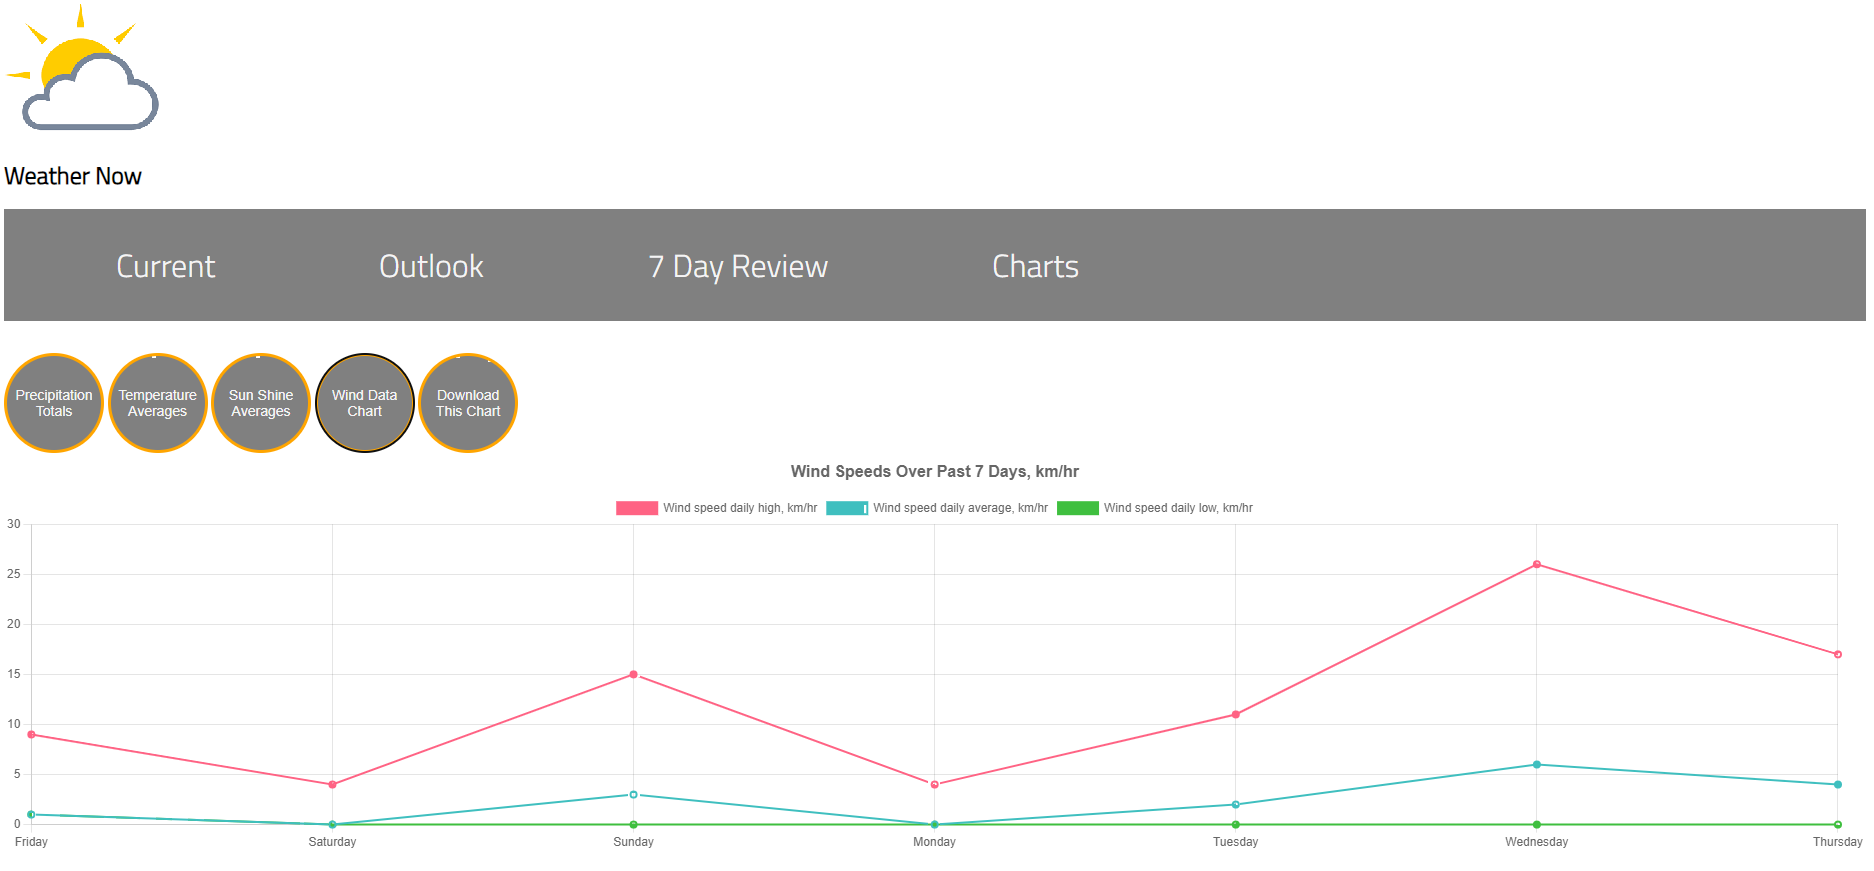 Weather Now
Current Outlook 7 Day Review Charts
Precipitation
Totals
Temperature
Averages
Sun Shine
Averages
Wind Data
Chart
Download
This Chart
Wind Speeds Over Past 7 Days, km/hr
Wind speed daily high, km/hr Wind speed daily average, km/hr Wind speed daily low, km/hr
30
25
20
15
10
5
0
Friday Saturday Sunday Monday Tuesday Wednesday Thursday